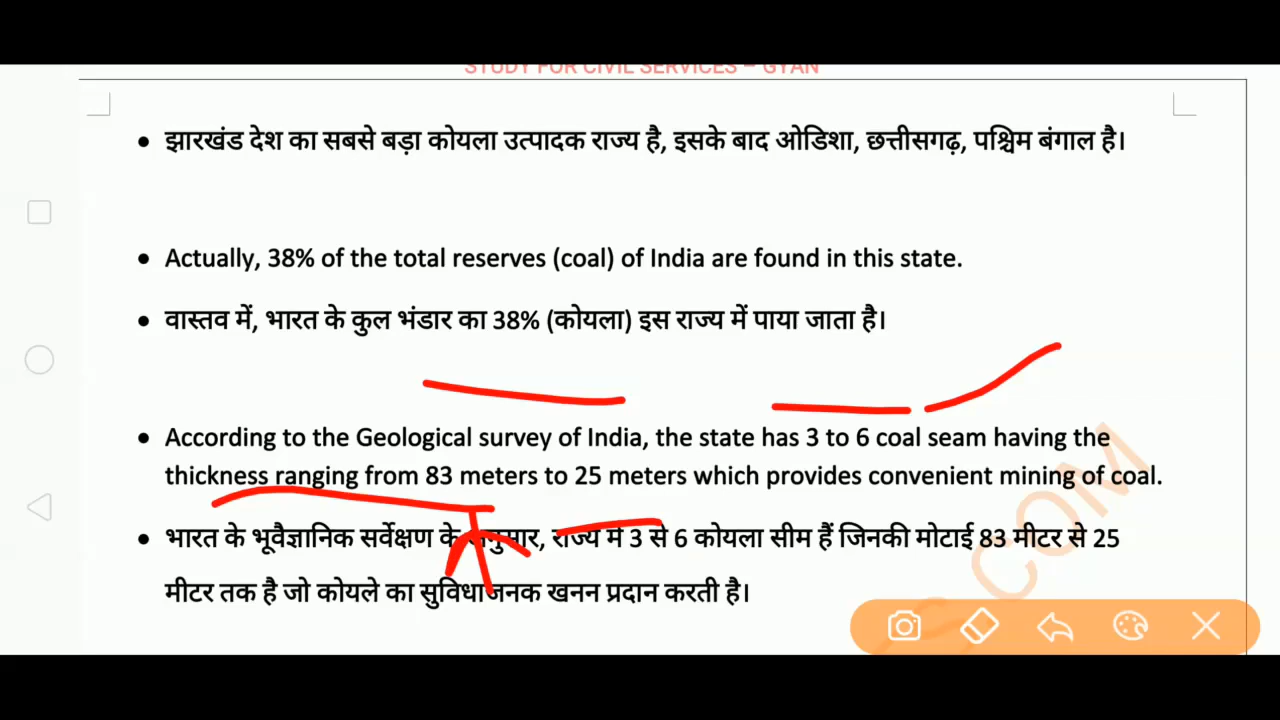 STUDY FOR CIVIL SERVICES – GYAN
• झारखंड देश का सबसे बड़ा कोयला उत्पादक राज्य है, इसके बाद ओडिशा, छत्तीसगढ़, पश्चिम बंगाल है।
• Actually, 38% of the total reserves (coal) of India are found in this state.
• वास्तव में, भारत के कुल भंडार का 38% (कोयला) इस राज्य में पाया जाता है।
• According to the Geological survey of India, the state has 3 to 6 coal seam having the
thickness ranging from 83 meters to 25 meters which provides convenient mining of coal.
• भारत के भूवैज्ञानिक सर्वेक्षण के अनुसार, राज्य में 3 से 6 कोयला सीम हैं जिनकी मोटाई 83 मीटर से 25
मीटर तक है जो कोयले का सुविधाजनक खनन प्रदान करती है।
COM